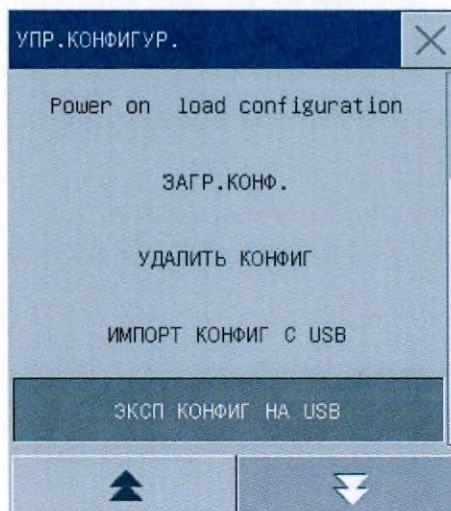 УПР.КОНФИГУР.
Power on load configuration
ЗАГР.КОНФ.
УДАЛИТЬ КОНФИГ
ИМПОРТ КОНФИГ С USB
ЭКСП КОНФИГ НА USB